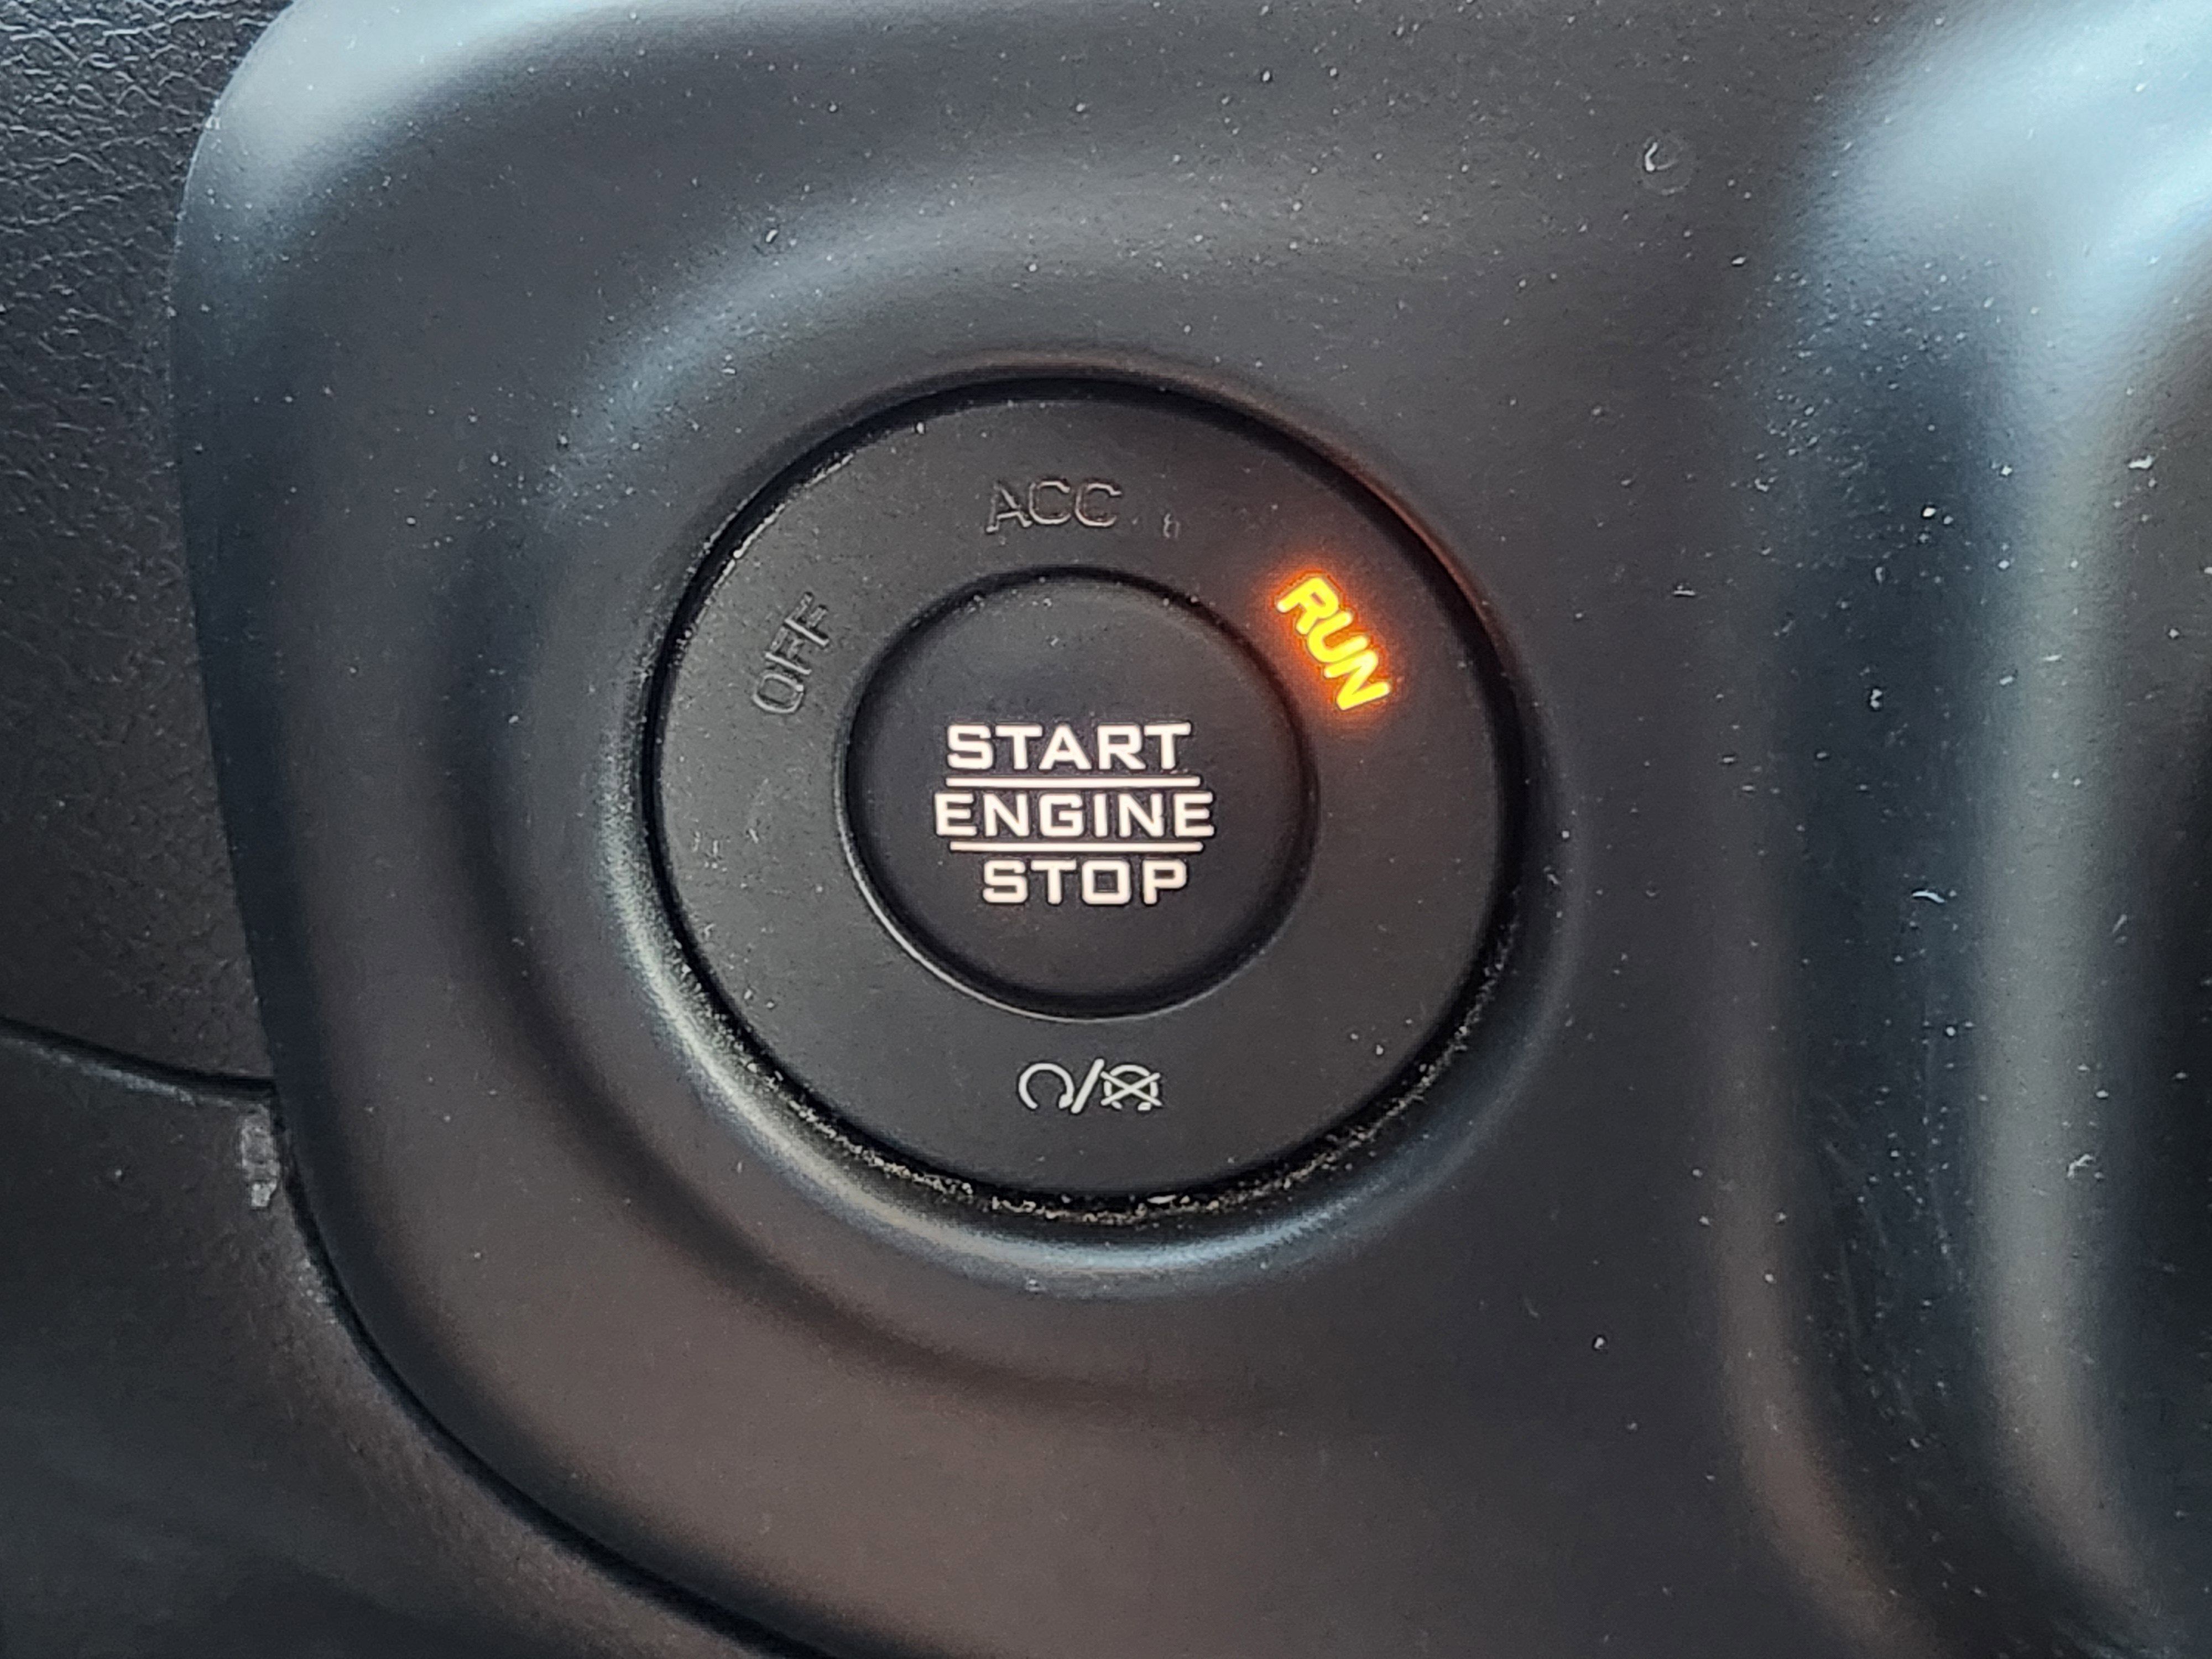 ACC
OFF
RUN
START
ENGINE
STOP